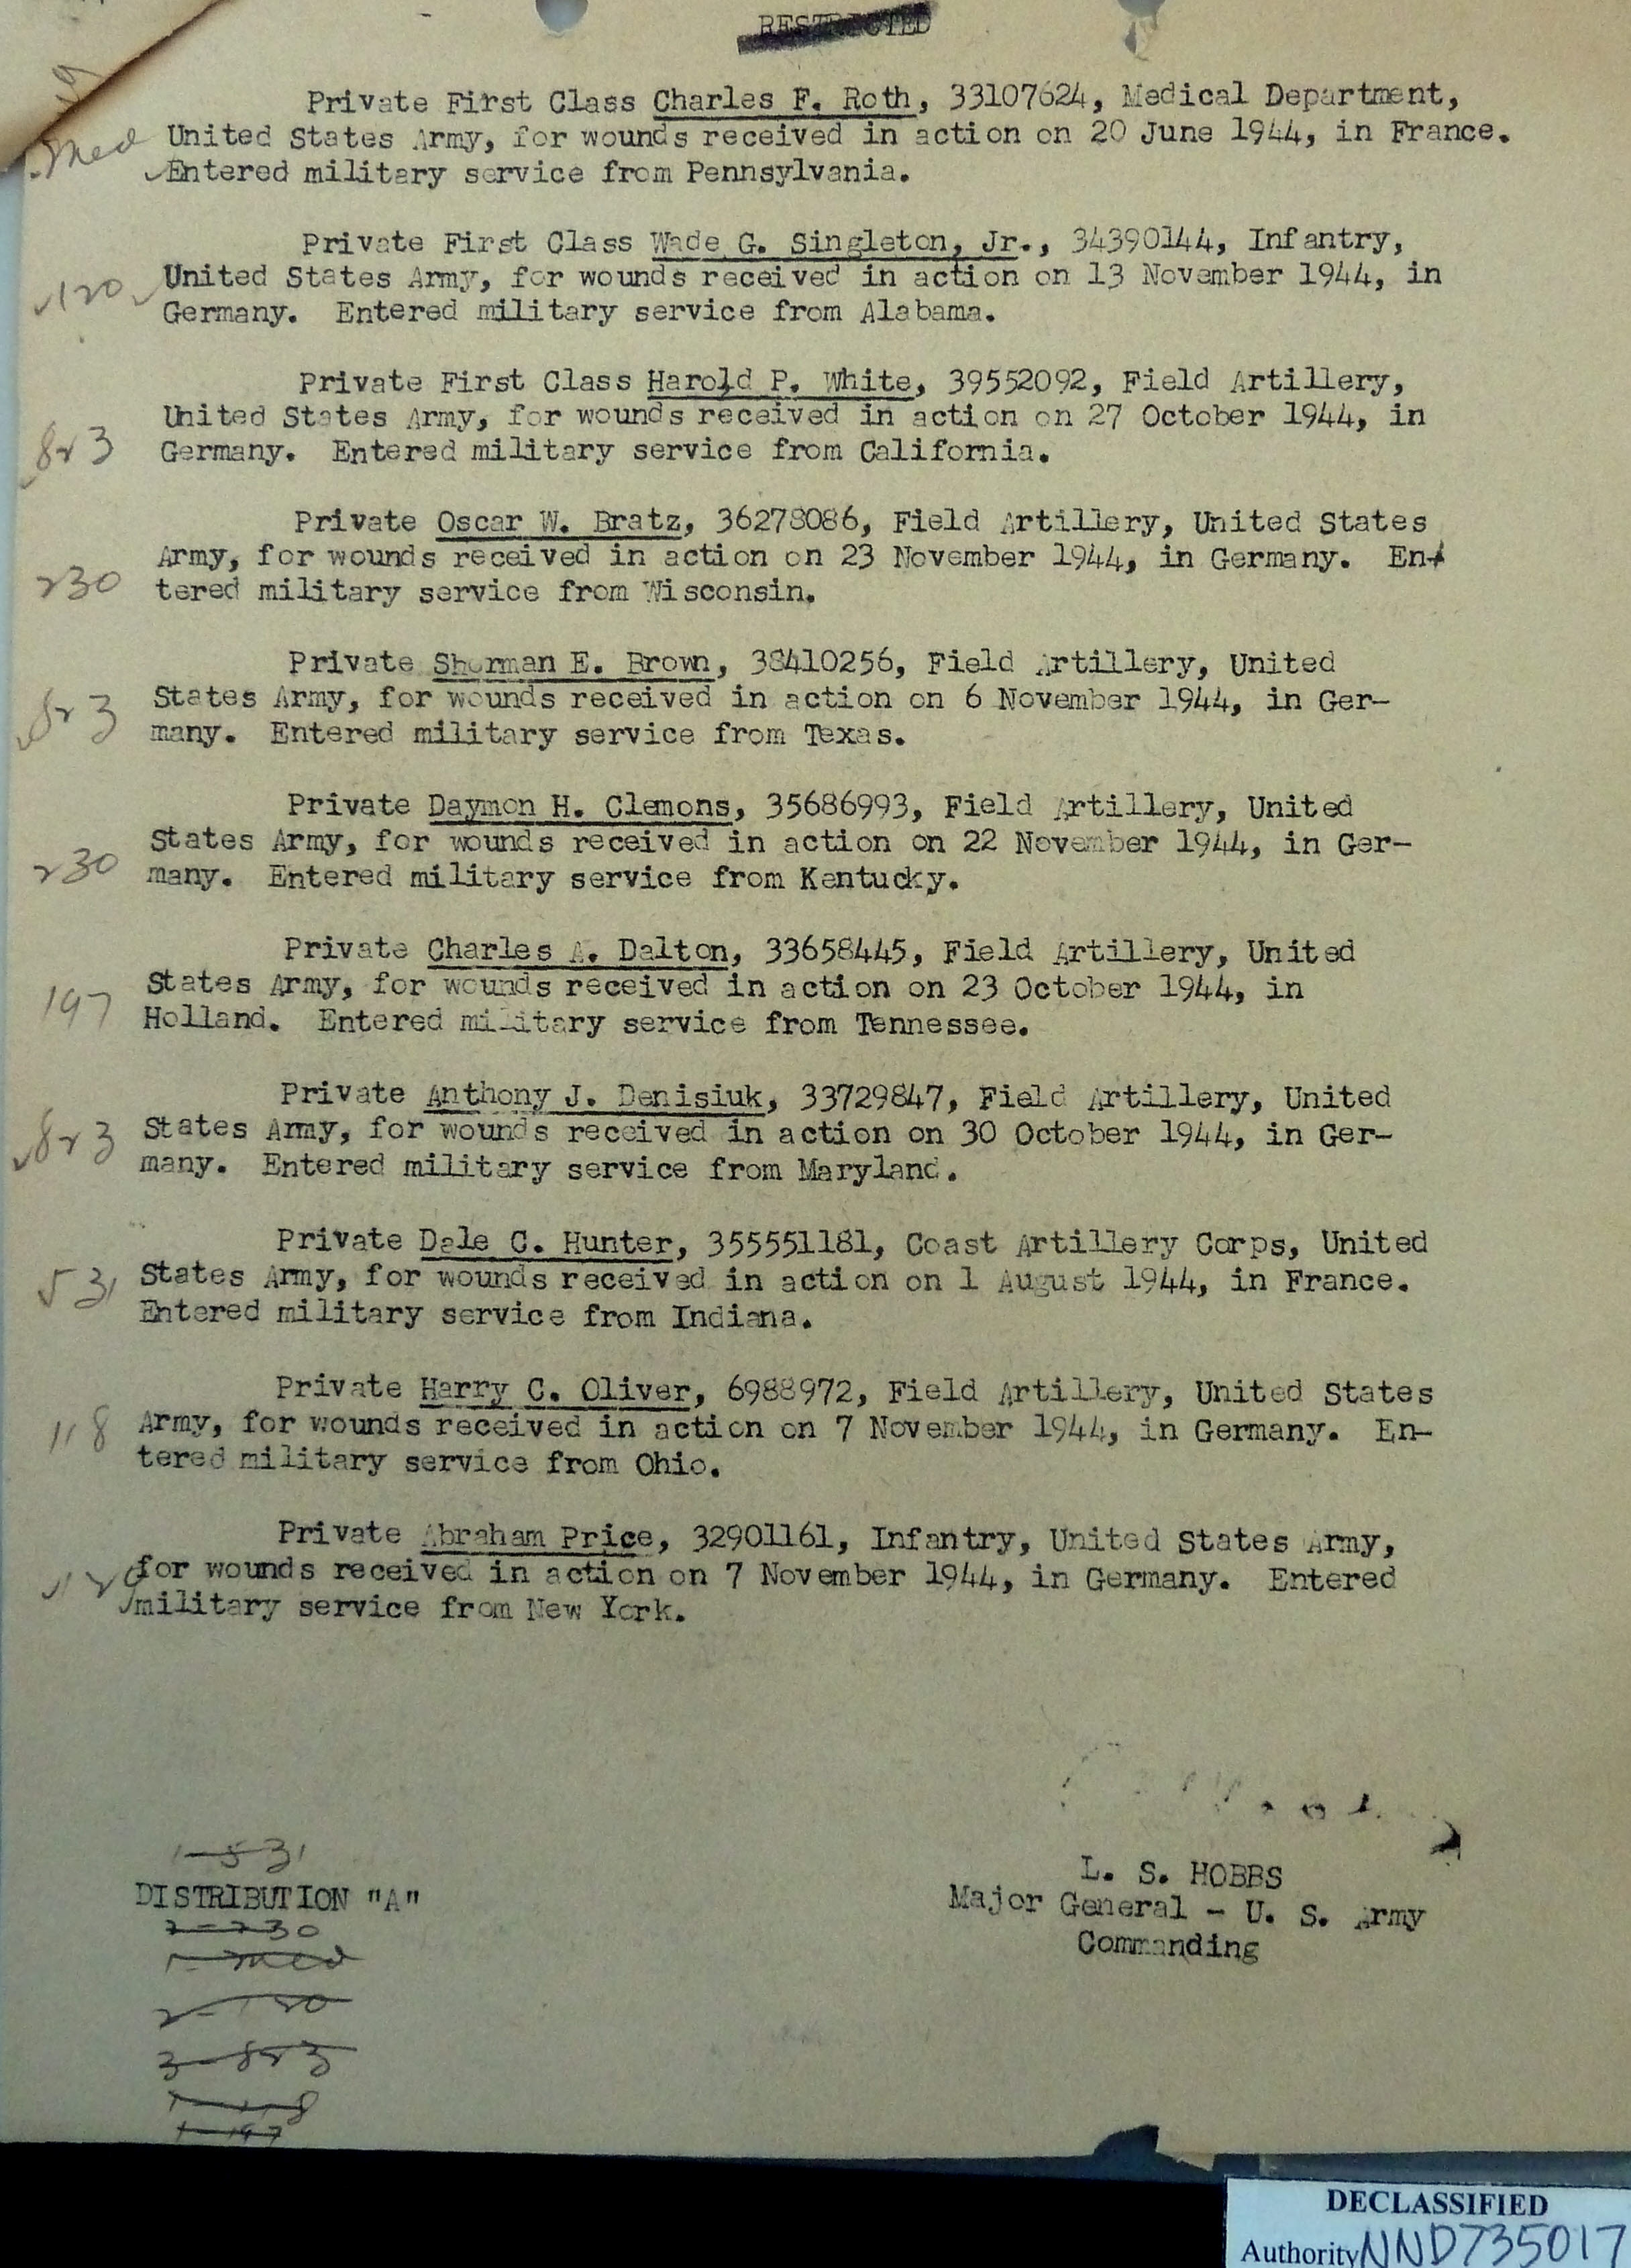 RESTRICTED
Private First Class Charles F. Roth, 33107624, Medical Department,
Med United States Army, for wounds received in action on 20 June 1944, in France.
Entered military service from Pennsylvania.
Private First Class Wade G. Singleton, Jr., 34390144, Infantry,
120 United States Army, for wounds received in action on 13 November 1944, in
Germany. Entered military service from Alabama.
Private First Class Harold P. White, 39552092, Field Artillery,
United States Army, for wounds received in action on 27 October 1944, in
823 Germany. Entered military service from California.
Private Oscar W. Bratz, 36278086, Field Artillery, United States
Army, for wounds received in action on 23 November 1944, in Germany. En-
230 tered military service from Wisconsin.
Private Sherman E. Brown, 38410256, Field Artillery, United
823 States Army, for wounds received in action on 6 November 1944, in Ger-
many. Entered military service from Texas.
Private Daymon H. Clemons, 35686993, Field Artillery, United
States Army, for wounds received in action on 22 November 1944, in Ger-
230 many. Entered military service from Kentucky.
Private Charles A. Dalton, 33658445, Field Artillery, United
197 States Army, for wounds received in action on 23 October 1944, in
Holland. Entered military service from Tennessee.
Private Anthony J. Denisiuk, 33729847, Field Artillery, United
823 States Army, for wounds received in action on 30 October 1944, in Ger-
many. Entered military service from Maryland.
Private Dale C. Hunter, 355551181, Coast Artillery Corps, United
531 States Army, for wounds received in action on 1 August 1944, in France.
Entered military service from Indiana.
Private Harry C. Oliver, 6988972, Field Artillery, United States
118 Army, for wounds received in action on 7 November 1944, in Germany. En-
tered military service from Ohio.
Private Abraham Price, 32901161, Infantry, United States Army,
120 for wounds received in action on 7 November 1944, in Germany. Entered
military service from New York.
1-531
DISTRIBUTION "A"
2-230
1-med
2-120
3-823
1-118
1-197
L. S. HOBBS
Major General - U. S. Army
Commanding
DECLASSIFIED
Authority NND735017